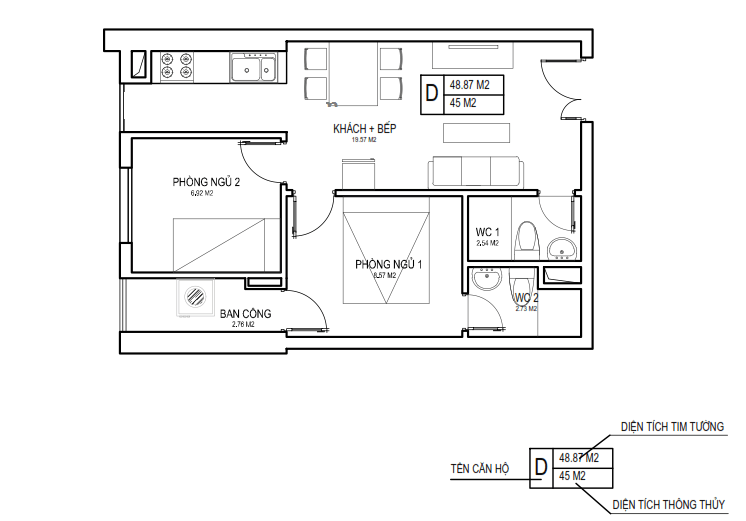 D
48.87 M2
45 M2
KHÁCH + BẾP
19.57 M2
PHÒNG NGỦ 2
6.92 M2
WC 1
2.54 M2
PHÒNG NGỦ 1
8.57 M2
WC 2
2.73 M2
BAN CÔNG
2.76 M2
DIỆN TÍCH TIM TƯỜNG
TÊN CĂN HỘ
D
48.87 M2
45 M2
DIỆN TÍCH THÔNG THỦY